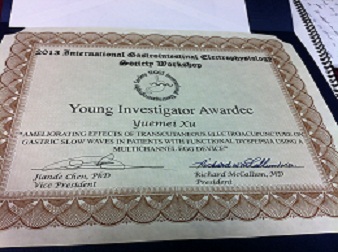 2013 International Gastrointestinal Electrophysiology
Society Workshop
Young Investigator Awardee
Yuemei Xu
"AMELIORATING EFFECTS OF TRANSCUTANEOUS ELECTROACUPUNCTURE ON
GASTRIC SLOW WAVES IN PATIENTS WITH FUNCTIONAL DYSPEPSIA USING A
MULTICHANNEL EGG DEVICE"
Jiande Chen, PhD
Vice President
Richard McCallum, MD
President